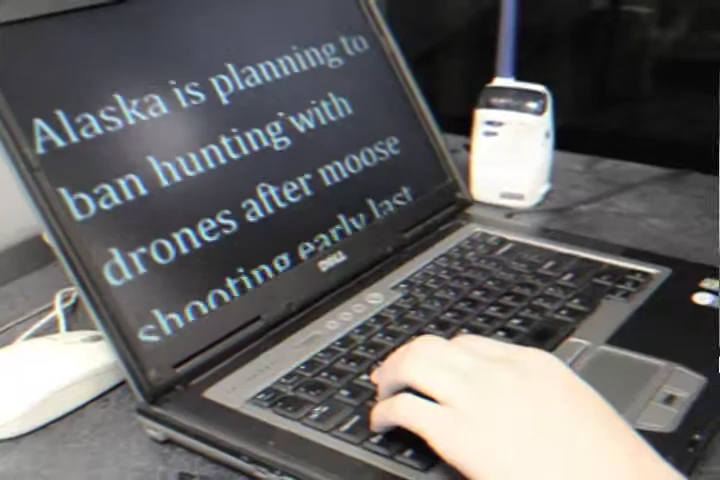 Alaska is planning to
ban hunting with
drones after moose
shooting early last
DELL